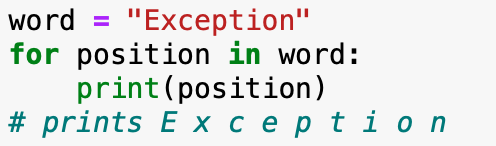 word = "Exception"
for position in word:
    print(position)
# prints E x c e p t i o n